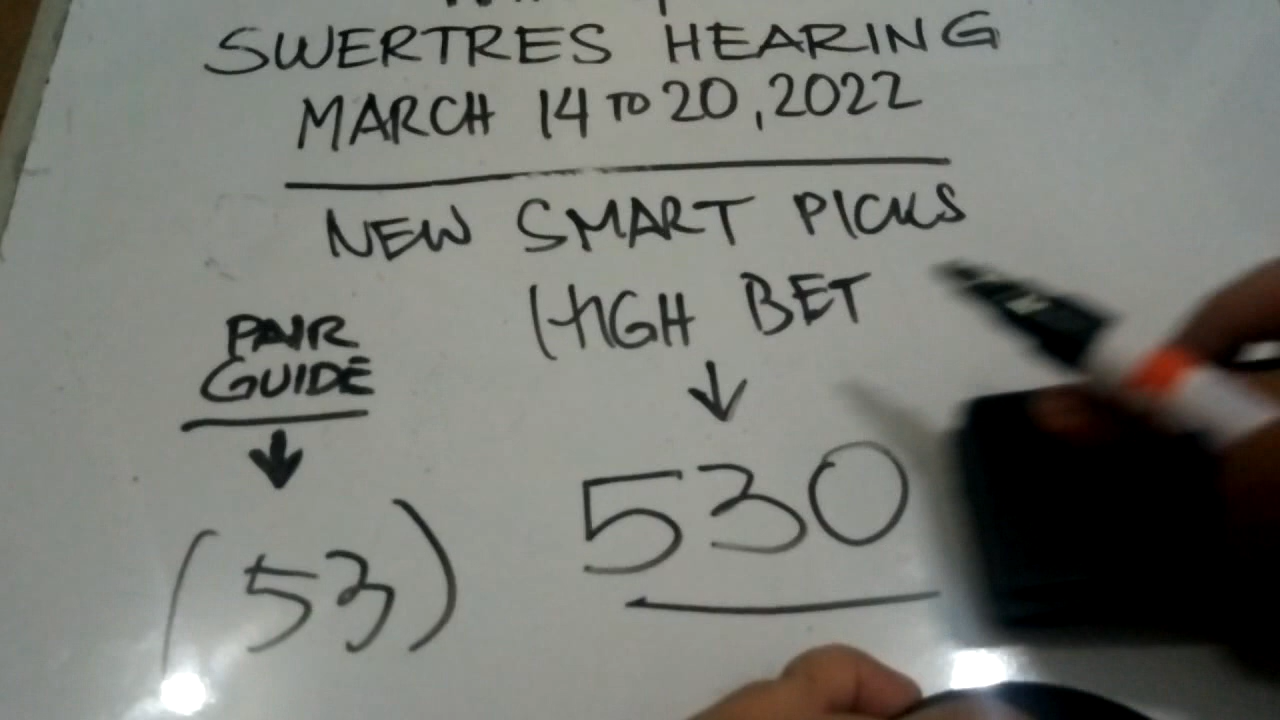 SWERTRES HEARING
MARCH 14 TO 20, 2022
NEW SMART PICKS
HIGH BET
PAIR
GUIDE
530
(53)